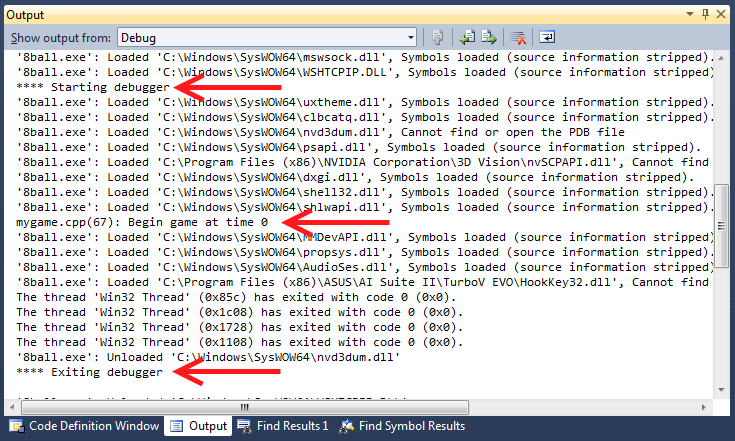 Output
Show output from: Debug
'8ball.exe': Loaded 'C:\Windows\SysWOW64\mswsock.dll', Symbols loaded (source information stripped).
'8ball.exe': Loaded 'C:\Windows\SysWOW64\WSHTCPIP.DLL', Symbols loaded (source information stripped)
**** Starting debugger
'8ball.exe': Loaded 'C:\Windows\SysWOW64\uxtheme.dll', Symbols loaded (source information stripped).
'8ball.exe': Loaded 'C:\Windows\SysWOW64\clbcatq.dll', Symbols loaded (source information stripped).
'8ball.exe': Loaded 'C:\Windows\SysWOW64\nvd3dum.dll', Cannot find or open the PDB file
'8ball.exe': Loaded 'C:\Windows\SysWOW64\psapi.dll', Symbols loaded (source information stripped).
'8ball.exe': Loaded 'C:\Program Files (x86)\NVIDIA Corporation\3D Vision\nvSCPAPI.dll', Cannot find
'8ball.exe': Loaded 'C:\Windows\SysWOW64\dxgi.dll', Symbols loaded (source information stripped).
'8ball.exe': Loaded 'C:\Windows\SysWOW64\shell32.dll', Symbols loaded (source information stripped).
'8ball.exe': Loaded 'C:\Windows\SysWOW64\shlwapi.dll', Symbols loaded (source information stripped).
mygame.cpp(67): Begin game at time 0
'8ball.exe': Loaded 'C:\Windows\SysWOW64\MMDevAPI.dll', Symbols loaded (source information stripped)
'8ball.exe': Loaded 'C:\Windows\SysWOW64\propsys.dll', Symbols loaded (source information stripped).
'8ball.exe': Loaded 'C:\Windows\SysWOW64\AudioSes.dll', Symbols loaded (source information stripped)
'8ball.exe': Loaded 'C:\Program Files (x86)\ASUS\AI Suite II\TurboV EVO\HookKey32.dll', Cannot find
The thread 'Win32 Thread' (0x85c) has exited with code 0 (0x0).
The thread 'Win32 Thread' (0x1c08) has exited with code 0 (0x0).
The thread 'Win32 Thread' (0x1728) has exited with code 0 (0x0).
The thread 'Win32 Thread' (0x1108) has exited with code 0 (0x0).
'8ball.exe': Unloaded 'C:\Windows\SysWOW64\nvd3dum.dll'
**** Exiting debugger
Code Definition Window Output Find Results 1 Find Symbol Results